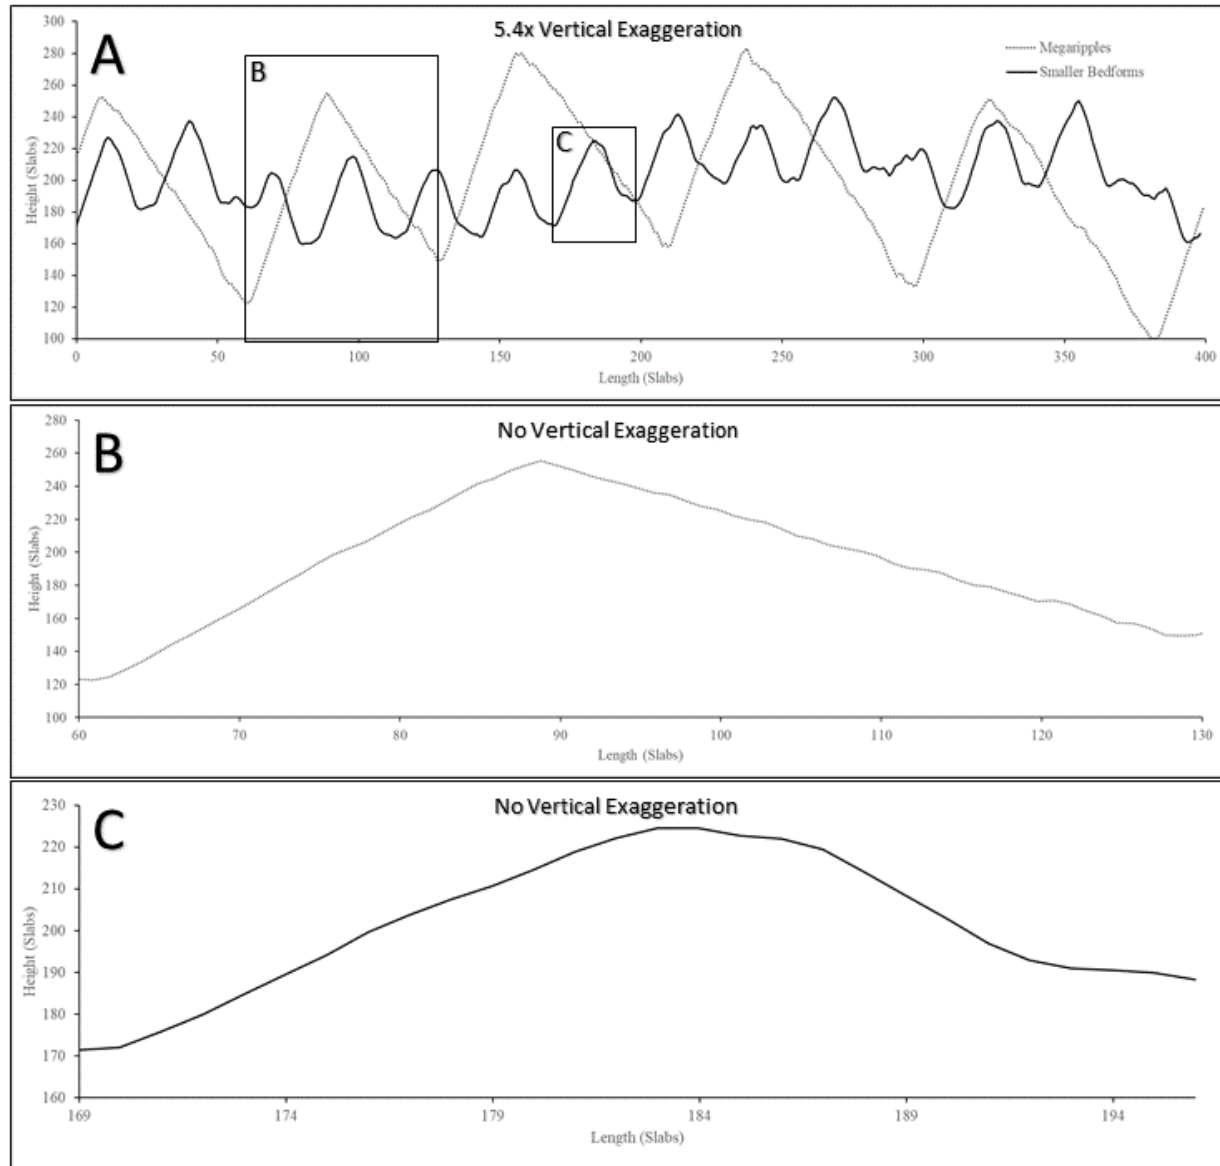 A
5.4x Vertical Exaggeration
Megaripples
Smaller Bedforms
B
C
Height (Slabs)
300
280
260
240
220
200
180
160
140
120
100
0 50 100 150 200 250 300 350 400
Length (Slabs)
B
No Vertical Exaggeration
Height (Slabs)
280
260
240
220
200
180
160
140
120
100
60 70 80 90 100 110 120 130
Length (Slabs)
C
No Vertical Exaggeration
Height (Slabs)
230
220
210
200
190
180
170
160
169 174 179 184 189 194
Length (Slabs)